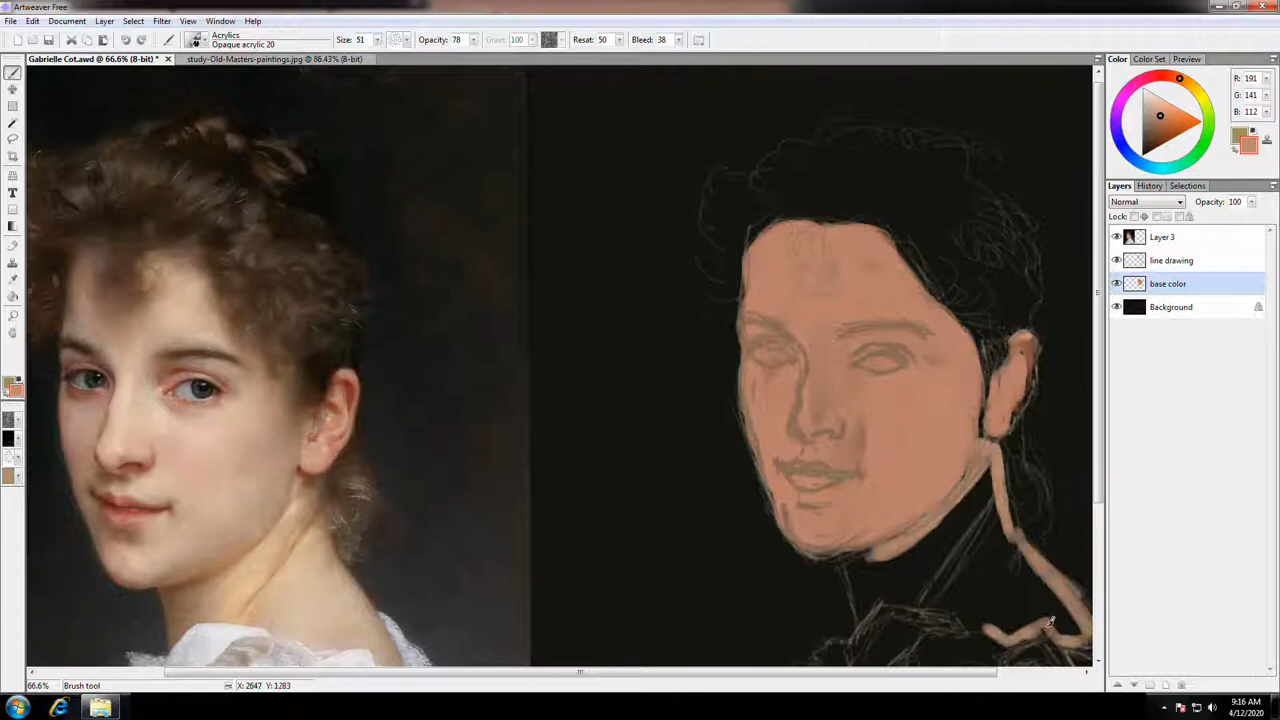 Artweaver Free
File Edit Document Layer Select Filter View Window Help
Acrylics
Opaque acrylic 20
Size: 51 Opacity: 78 Grain: 100 Resat: 50 Bleed: 38
Gabrielle Cot.awd @ 66.6% (8-bit) * study-Old-Masters-paintings.jpg @ 86.43% (8-bit)
Color Color Set Preview
R: 191
G: 141
B: 112
Layers History Selections
Normal Opacity: 100
Lock:
Layer 3
line drawing
base color
Background
66.6% Brush tool X: 2647 Y: 1283
9:16 AM
4/12/2020